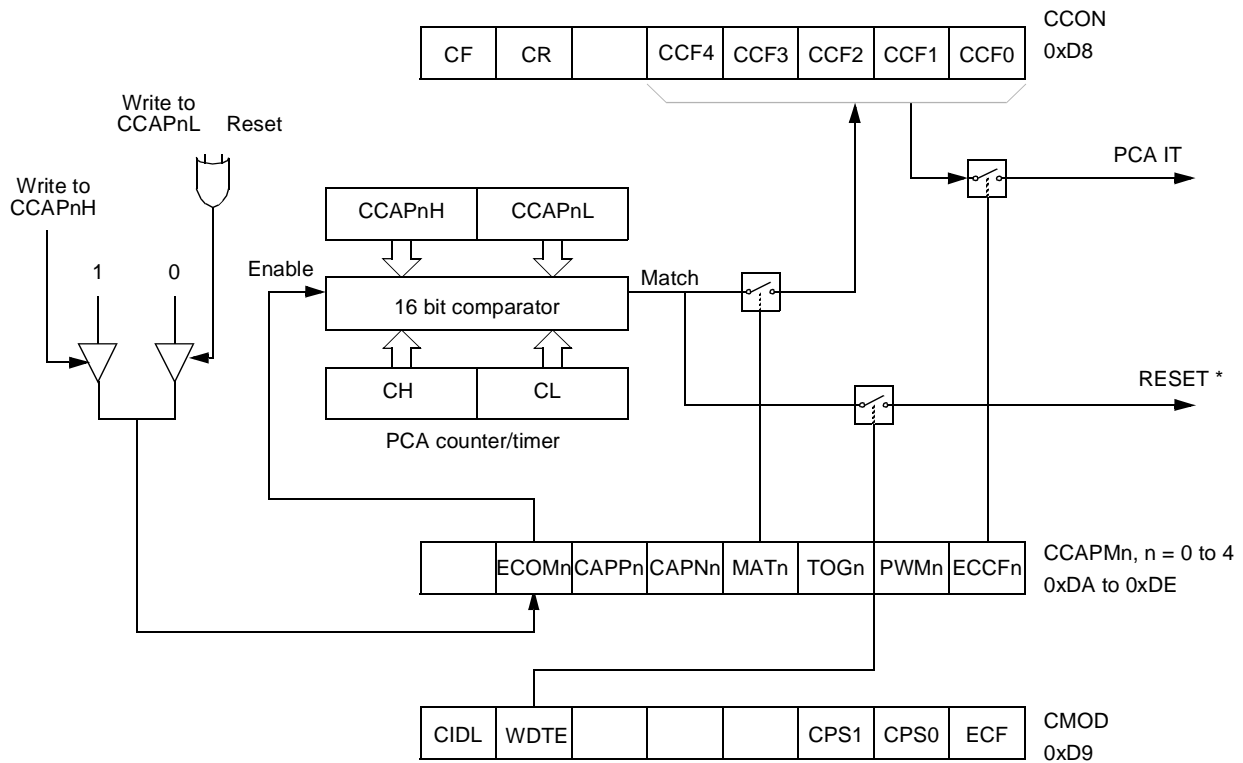 CF CR CCF4 CCF3 CCF2 CCF1 CCF0
CCON
0xD8
Write to
CCAPnL Reset
Write to
CCAPnH
PCA IT
CCAPnH CCAPnL
1 0
Enable
Match
16 bit comparator
CH CL
PCA counter/timer
RESET *
ECOMn CAPPn CAPNn MATn TOGn PWMn ECCFn
CCAPMn, n = 0 to 4
0xDA to 0xDE
CIDL WDTE CPS1 CPS0 ECF
CMOD
0xD9